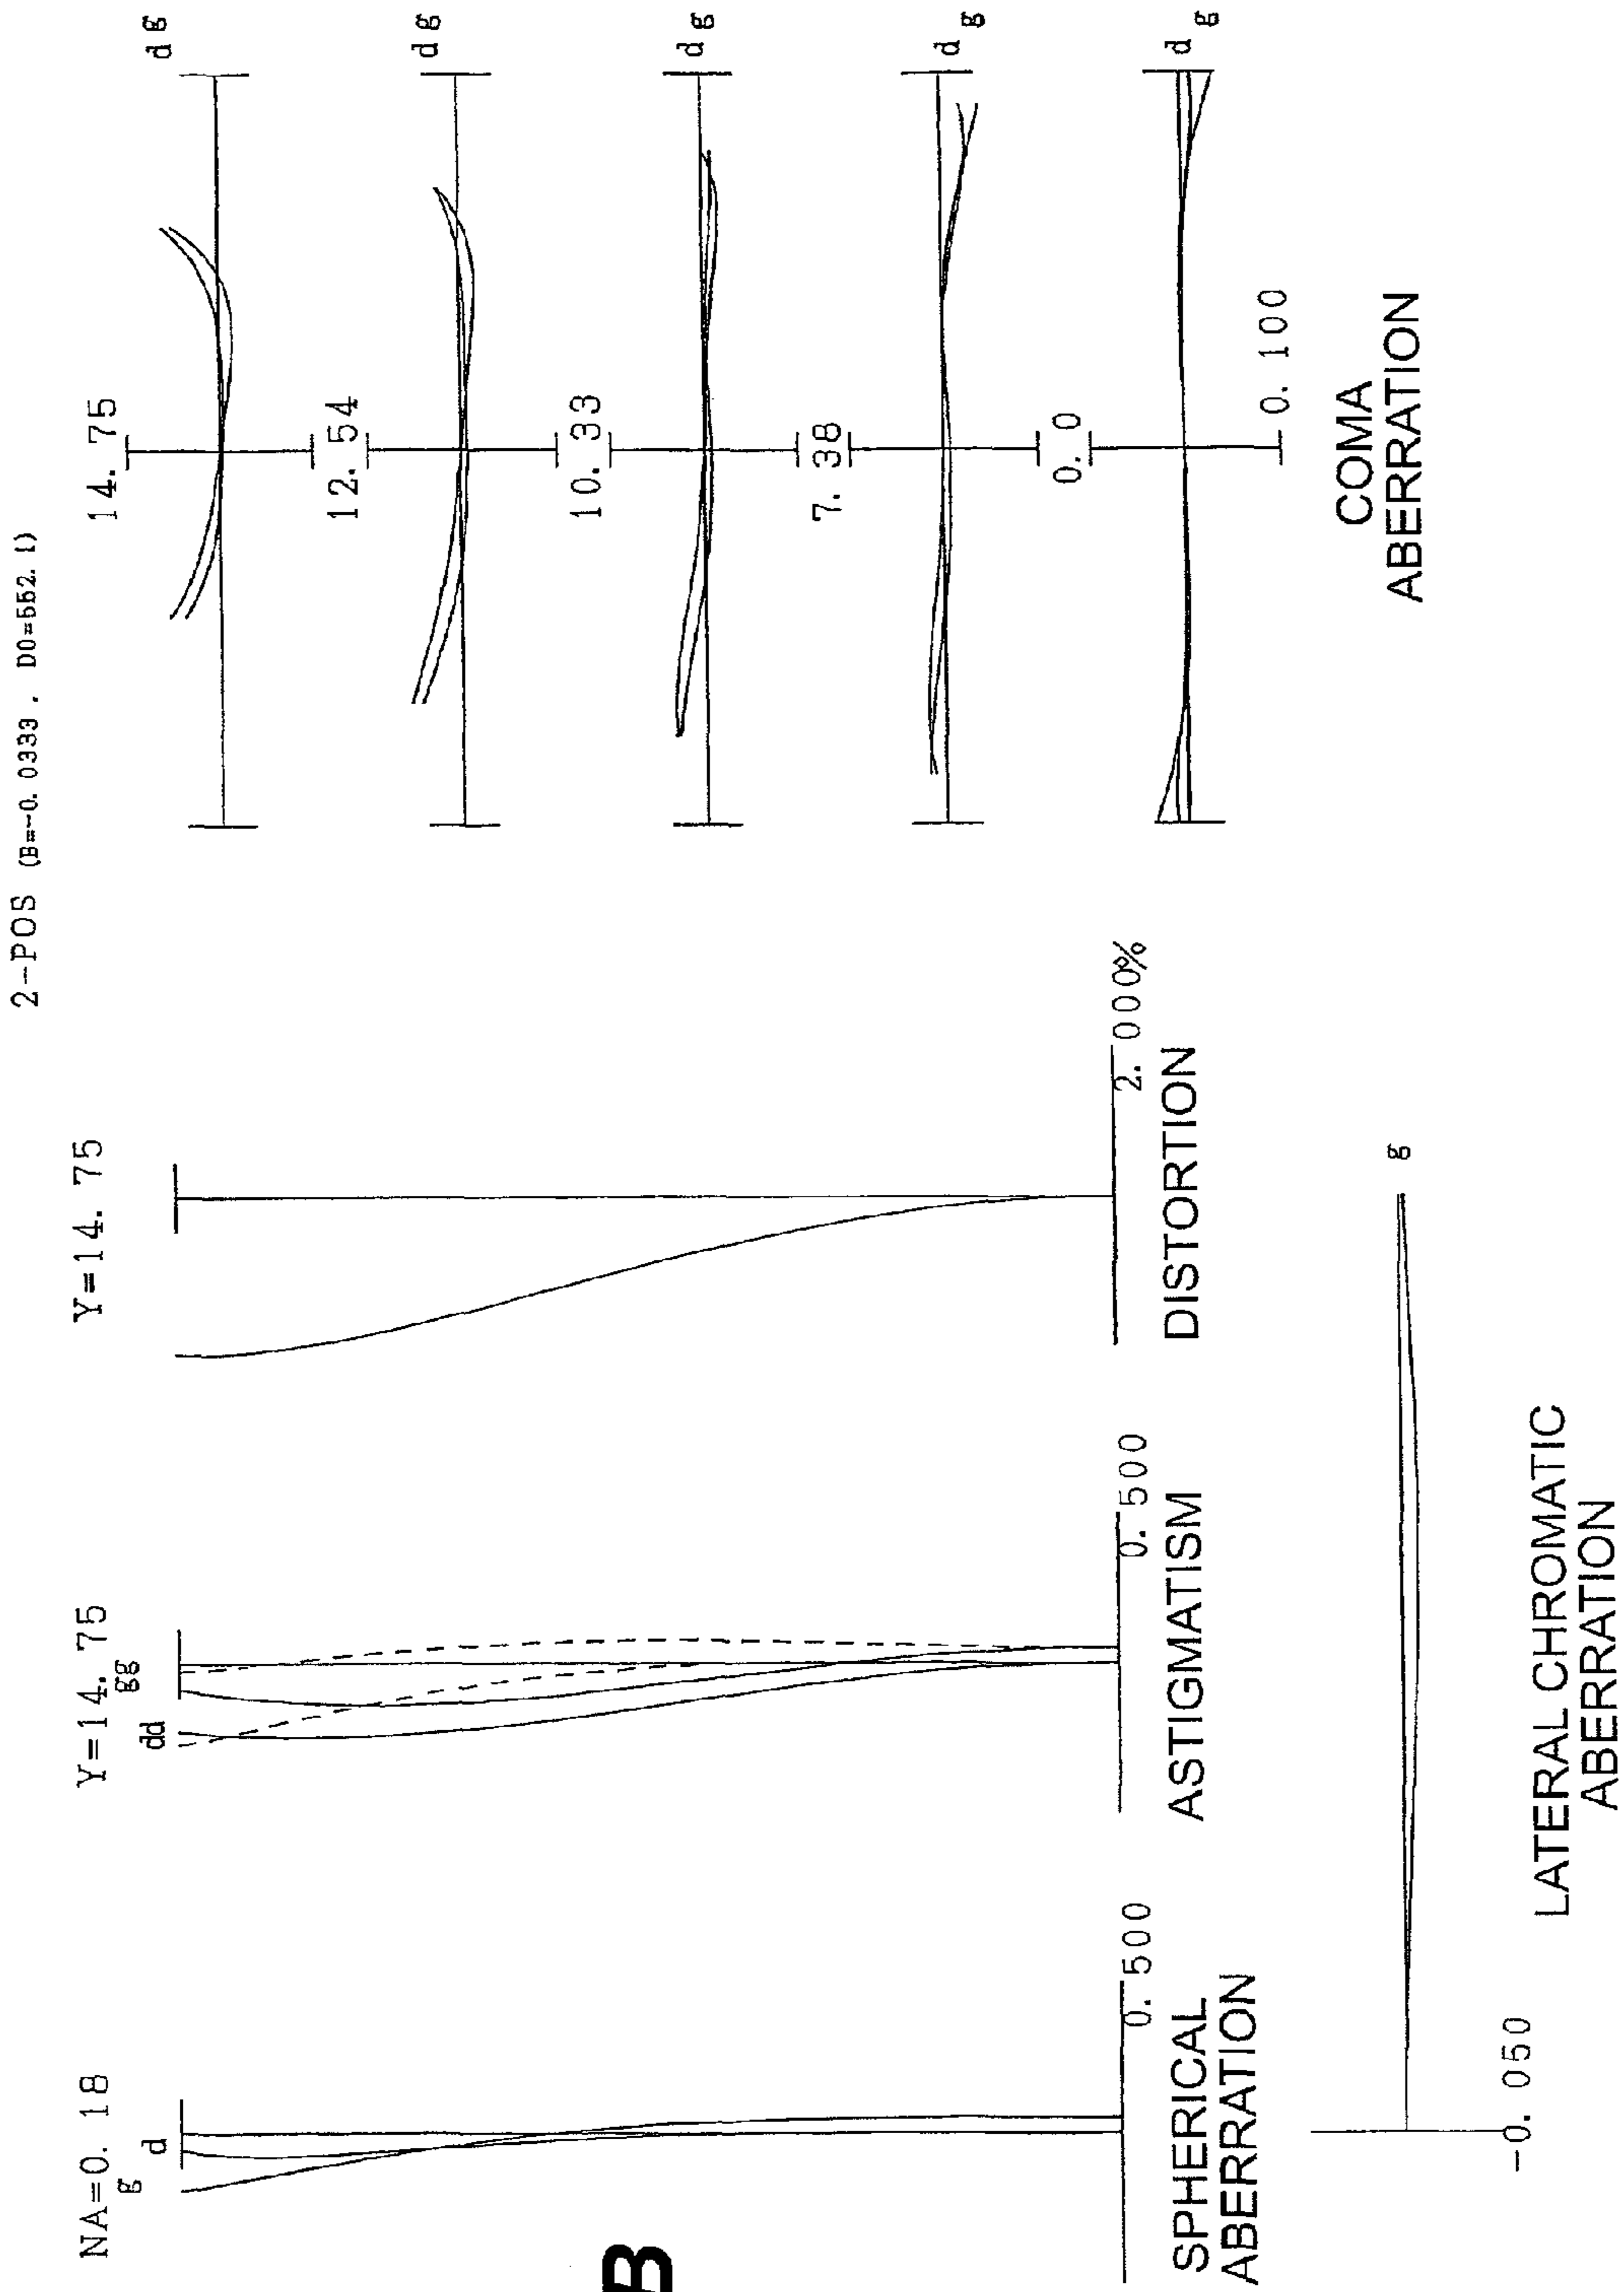 2-POS (B=-0.0333 , D0=552.1)
NA=0.18
g
d
0.500
SPHERICAL
ABERRATION
Y=14.75
dd
gg
0.500
ASTIGMATISM
Y=14.75
2.000%
DISTORTION
14.75
d g
12.54
d g
10.33
d g
7.38
d g
0.0
d g
0.100
COMA
ABERRATION
g
-0.050
LATERAL CHROMATIC
ABERRATION
B